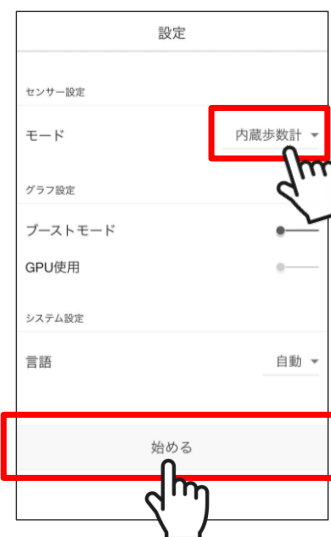 設定
センサー設定
モード 内蔵歩数計
グラフ設定
ブーストモード
GPU使用
システム設定
言語 自動
始める